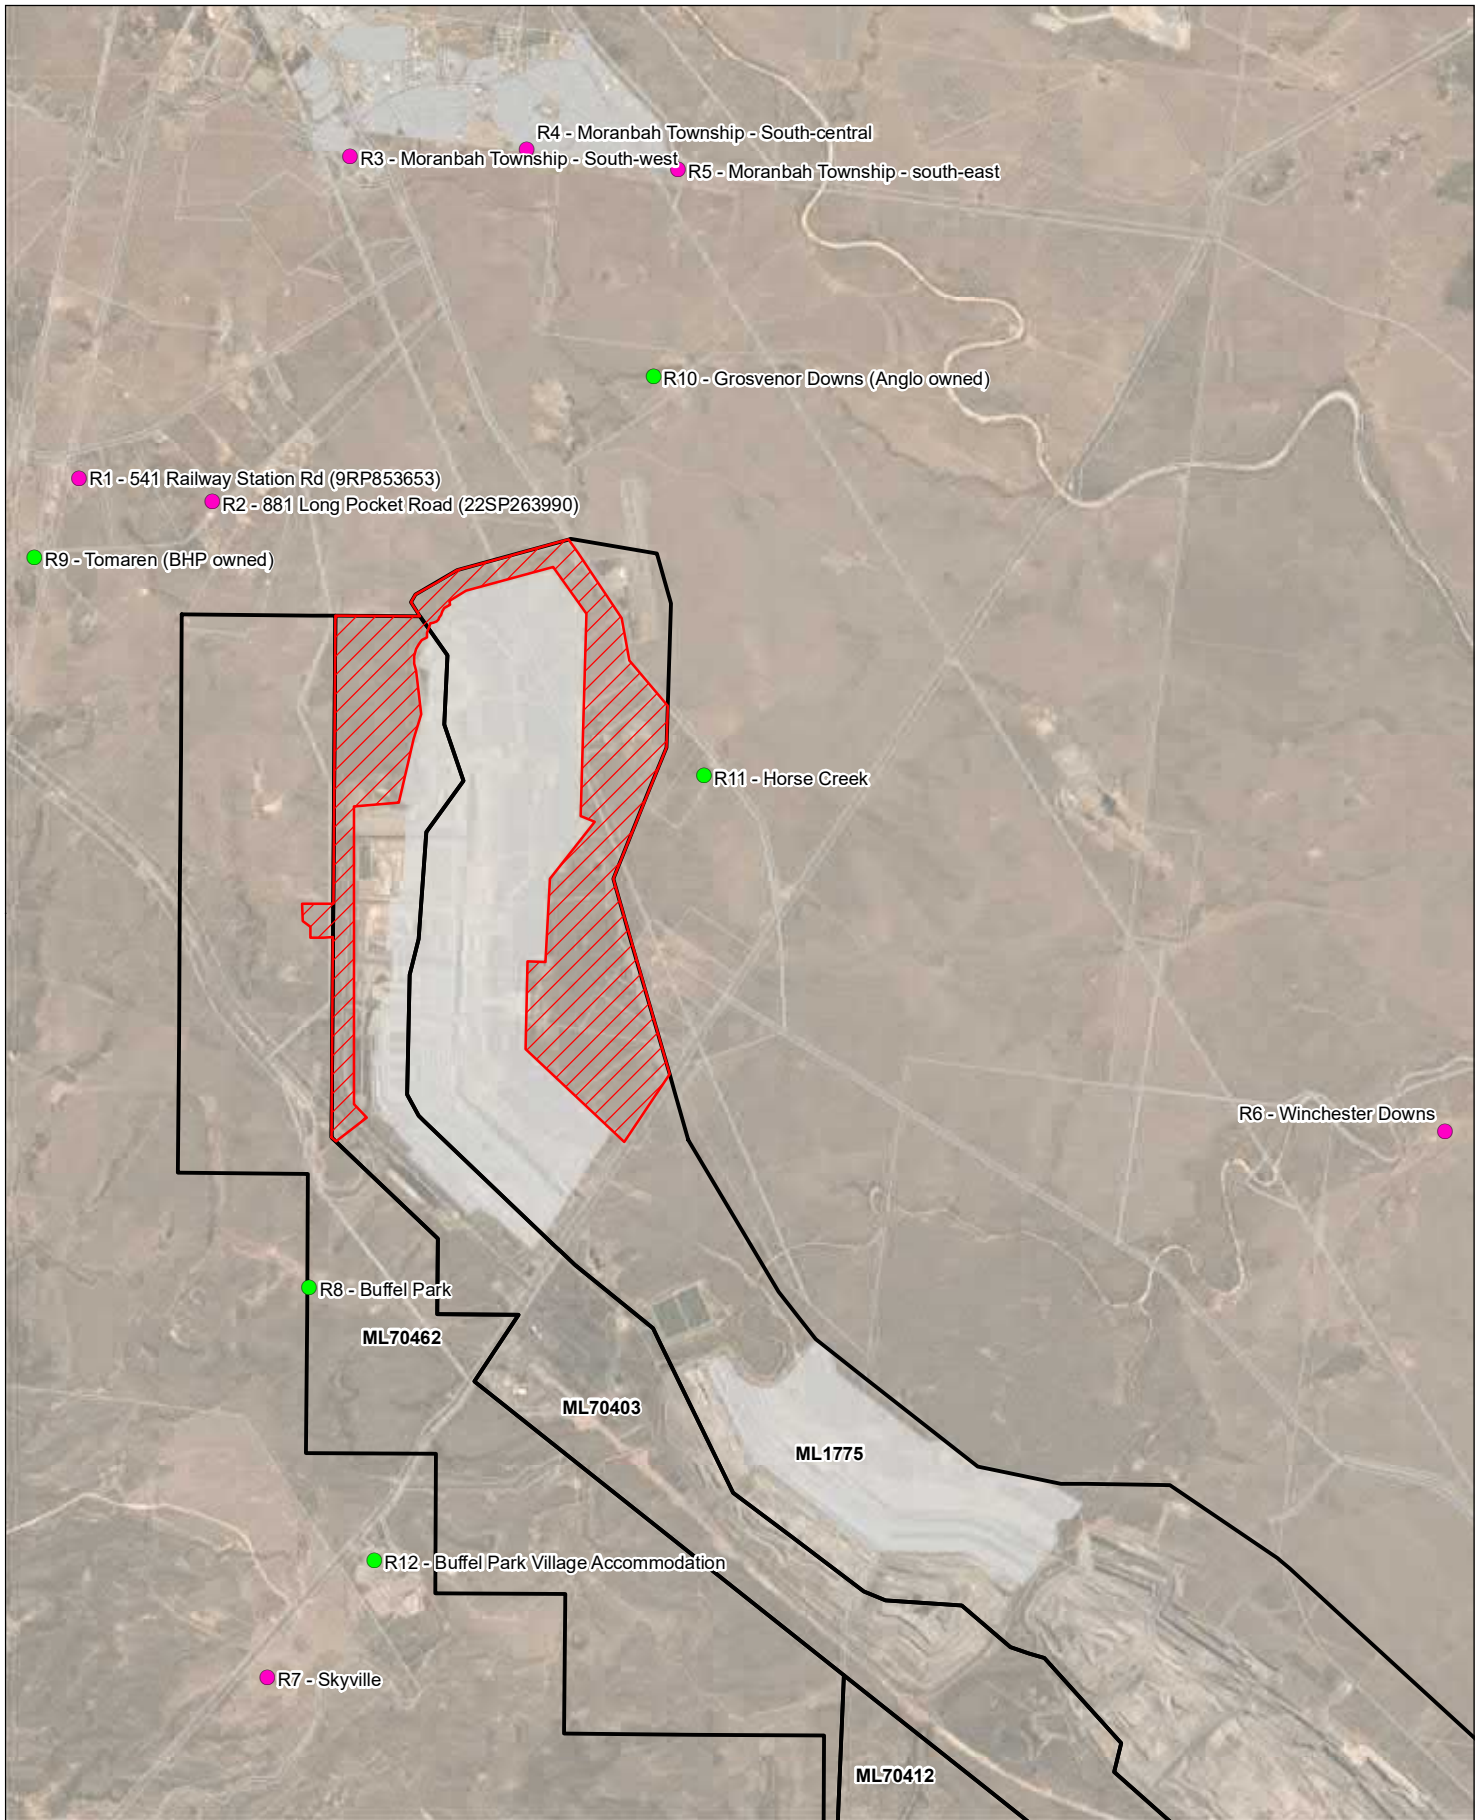 R4 - Moranbah Township - South-central
R3 - Moranbah Township - South-west
R5 - Moranbah Township - south-east
R10 - Grosvenor Downs (Anglo owned)
R1 - 541 Railway Station Rd (9RP853653)
R2 - 881 Long Pocket Road (22SP263990)
R9 - Tomaren (BHP owned)
R11 - Horse Creek
R6 - Winchester Downs
R8 - Buffel Park
ML70462
ML70403
ML1775
R12 - Buffel Park Village Accommodation
R7 - Skyville
ML70412